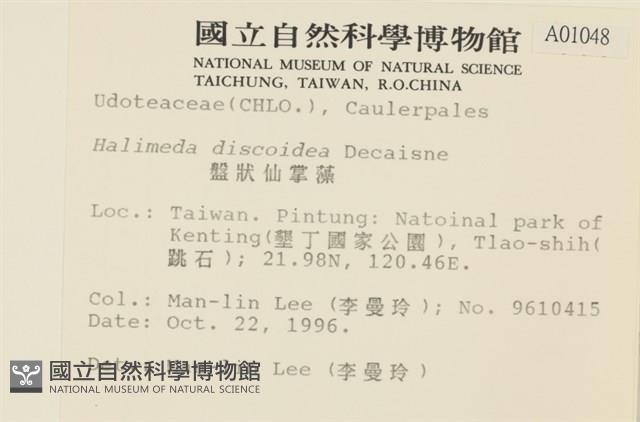 國立自然科學博物館
A01048
NATIONAL MUSEUM OF NATURAL SCIENCE
TAICHUNG, TAIWAN, R.O.CHINA
Udoteaceae(CHLO.), Caulerpales
Halimeda discoidea Decaisne
盤狀仙掌藻
Loc.: Taiwan. Pintung: Natoinal park of
Kenting(墾丁國家公園), Tlao-shih(
跳石); 21.98N, 120.46E.
Col.: Man-lin Lee (李曼玲); No. 9610415
Date: Oct. 22, 1996.
Lee (李曼玲)
國立自然科學博物館
NATIONAL MUSEUM OF NATURAL SCIENCE